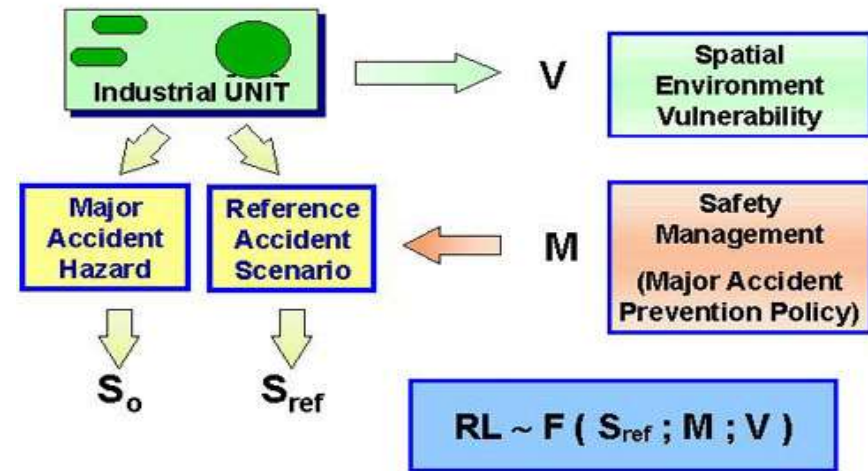 Industrial UNIT
V
Spatial
Environment
Vulnerability
Major
Accident
Hazard
Reference
Accident
Scenario
M
Safety
Management
(Major Accident
Prevention Policy)
So
Sref
RL ~ F ( Sref ; M ; V )